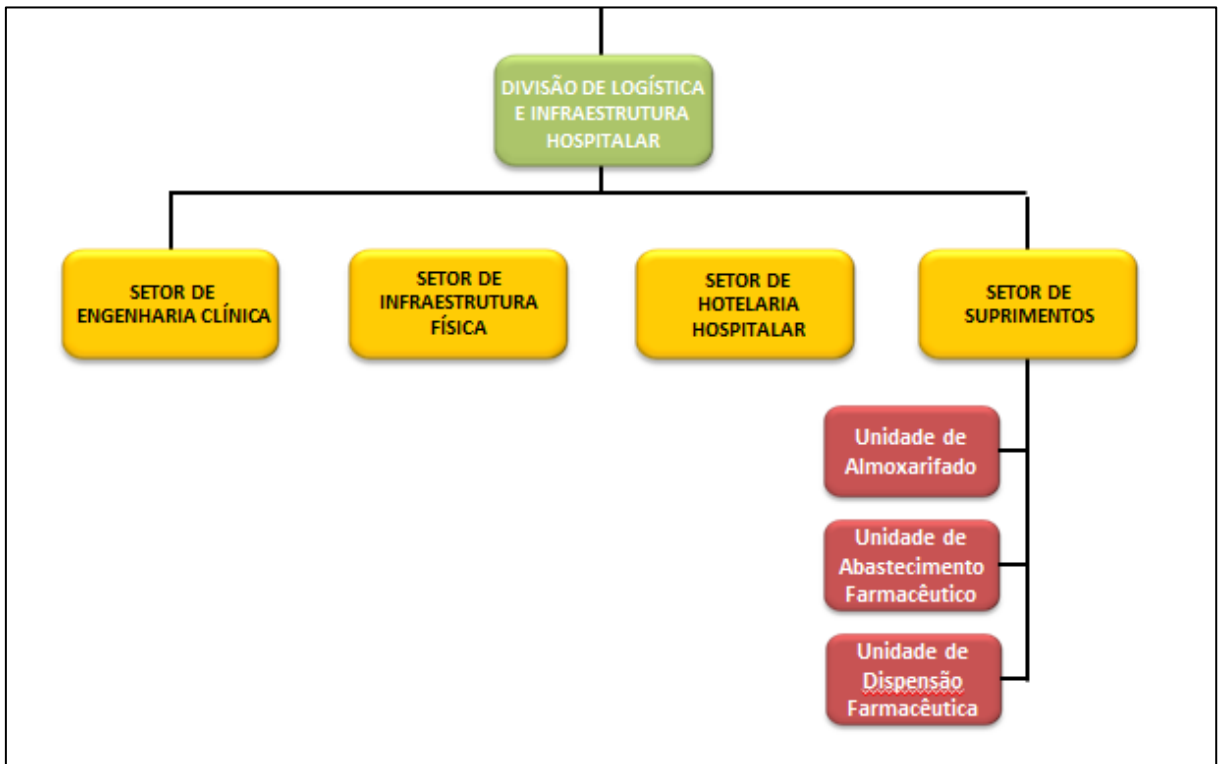 DIVISÃO DE LOGÍSTICA
E INFRAESTRUTURA
HOSPITALAR
SETOR DE
ENGENHARIA CLÍNICA
SETOR DE
INFRAESTRUTURA
FÍSICA
SETOR DE
HOTELARIA
HOSPITALAR
SETOR DE
SUPRIMENTOS
Unidade de
Almoxarifado
Unidade de
Abastecimento
Farmacêutico
Unidade de
Dispensão
Farmacêutica